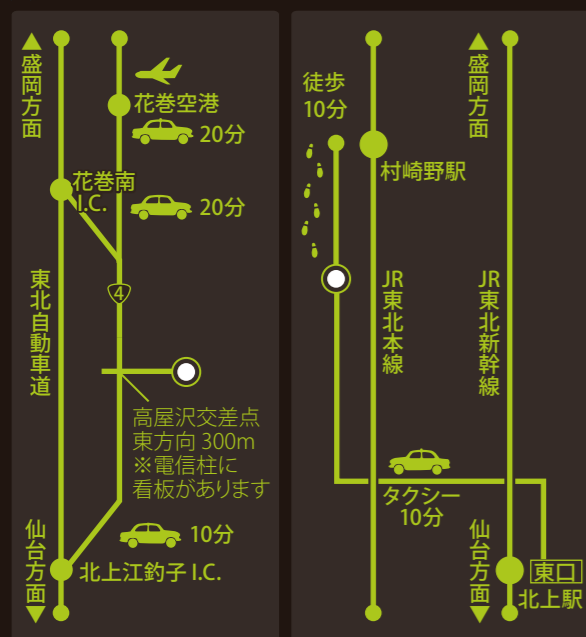 ▲盛岡方面
花巻空港
20分
花巻南
I.C.
20分
東北自動車道
4
高屋沢交差点
東方向 300m
※電信柱に
看板があります
10分
仙台方面▼
北上江釣子 I.C.
徒歩
10分
村崎野駅
▲盛岡方面
JR東北本線
JR東北新幹線
タクシー
10分
仙台方面▼
東口
北上駅